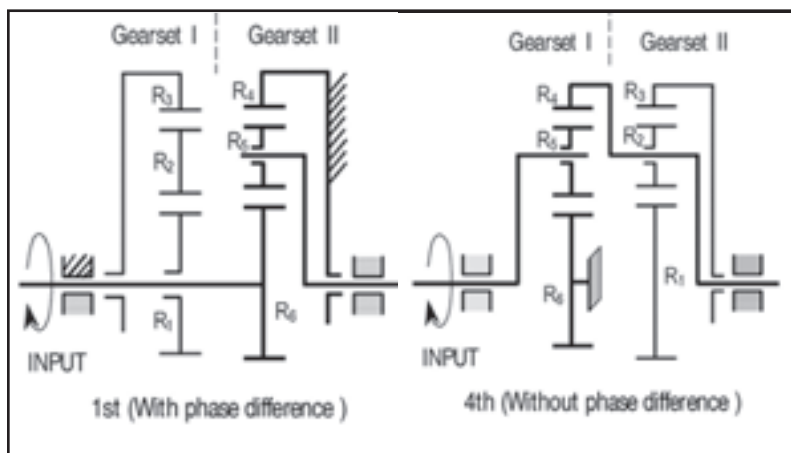 Gearset I Gearset II
R3
R4
R2
R5
R1
R6
INPUT
1st (With phase difference )
Gearset I Gearset II
R4
R3
R5
R2
R6
R1
INPUT
4th (Without phase difference )